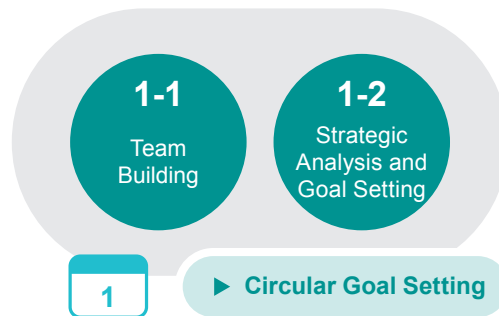 1-1
Team
Building
1-2
Strategic
Analysis and
Goal Setting
1
Circular Goal Setting